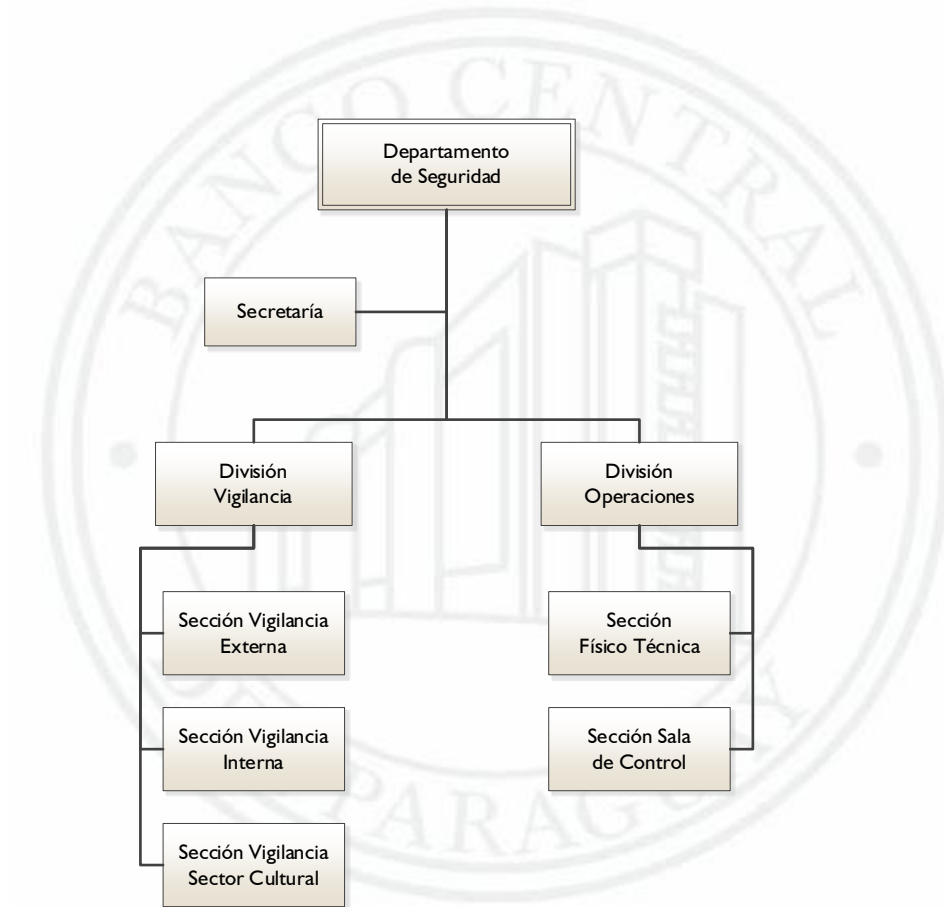 BANCO CENTRAL
DEL PARAGUAY
Departamento
de Seguridad
Secretaría
División
Vigilancia
División
Operaciones
Sección Vigilancia
Externa
Sección
Físico Técnica
Sección Vigilancia
Interna
Sección Sala
de Control
Sección Vigilancia
Sector Cultural